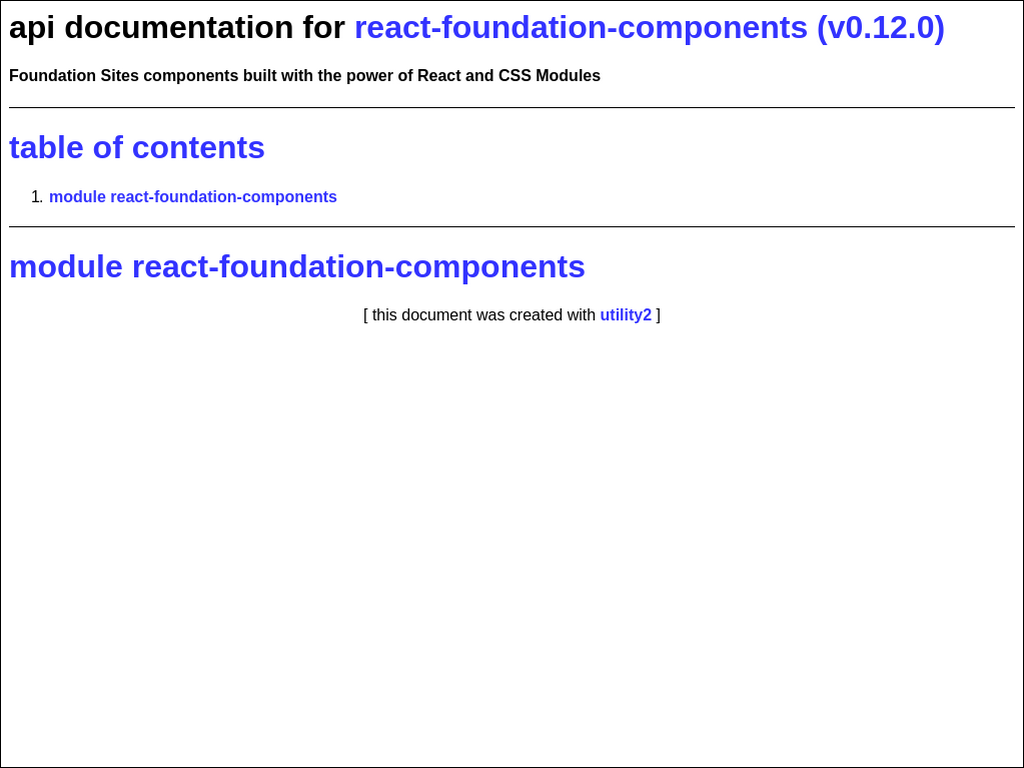 api documentation for react-foundation-components (v0.12.0)
Foundation Sites components built with the power of React and CSS Modules
table of contents
1. module react-foundation-components
module react-foundation-components
[ this document was created with utility2 ]